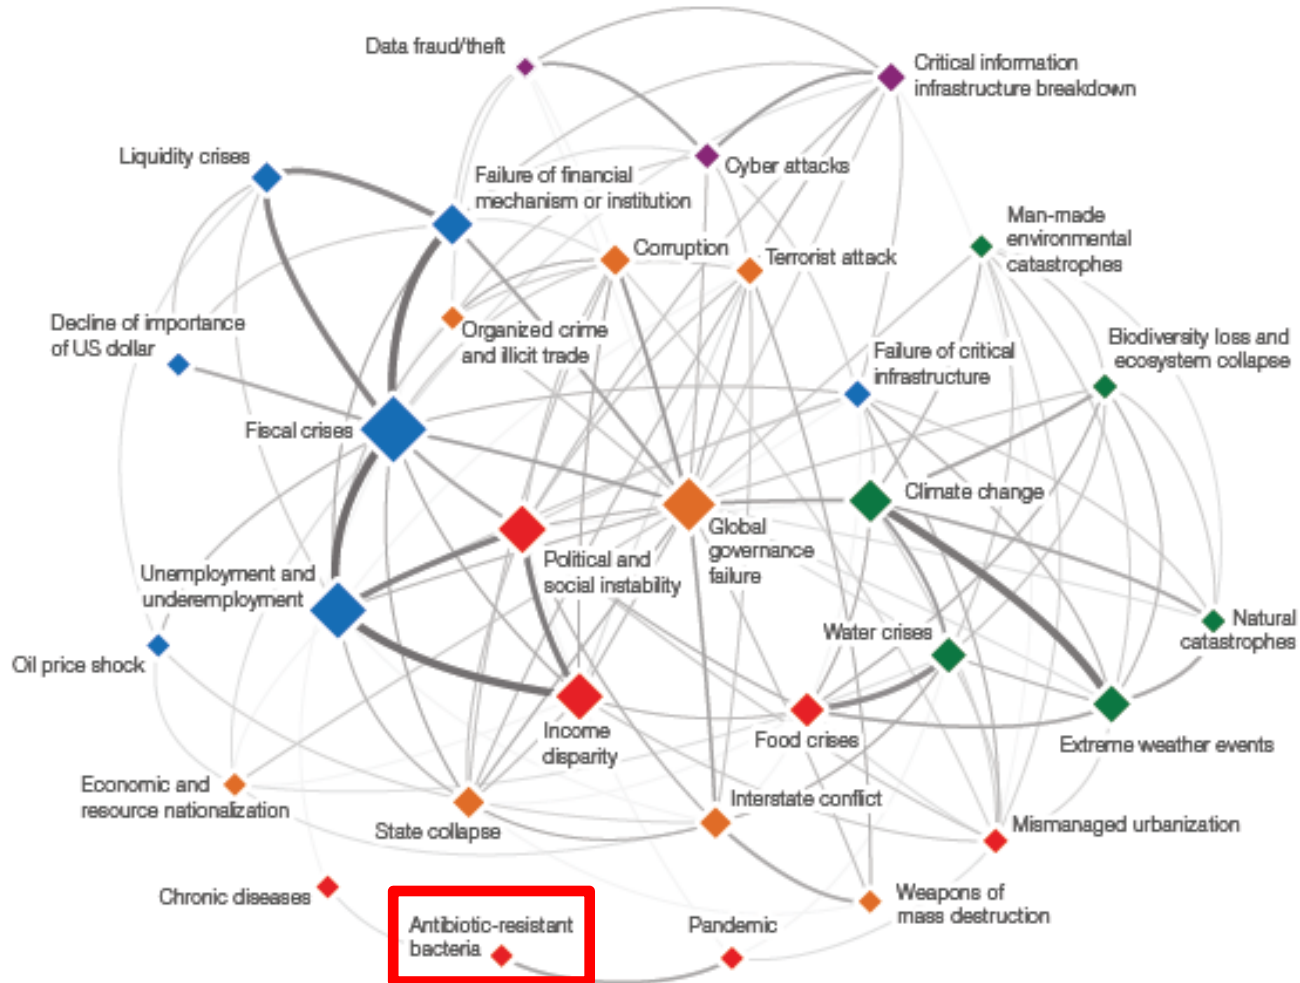 Data fraud/theft
Critical information
infrastructure breakdown
Liquidity crises
Cyber attacks
Failure of financial
mechanism or institution
Man-made
environmental
catastrophes
Corruption
Terrorist attack
Decline of importance
of US dollar
Organized crime
and illicit trade
Failure of critical
infrastructure
Biodiversity loss and
ecosystem collapse
Fiscal crises
Climate change
Global
governance
failure
Political and
social instability
Unemployment and
underemployment
Natural
catastrophes
Water crises
Oil price shock
Income
disparity
Food crises
Extreme weather events
Economic and
resource nationalization
State collapse
Interstate conflict
Mismanaged urbanization
Chronic diseases
Weapons of
mass destruction
Antibiotic-resistant
bacteria
Pandemic